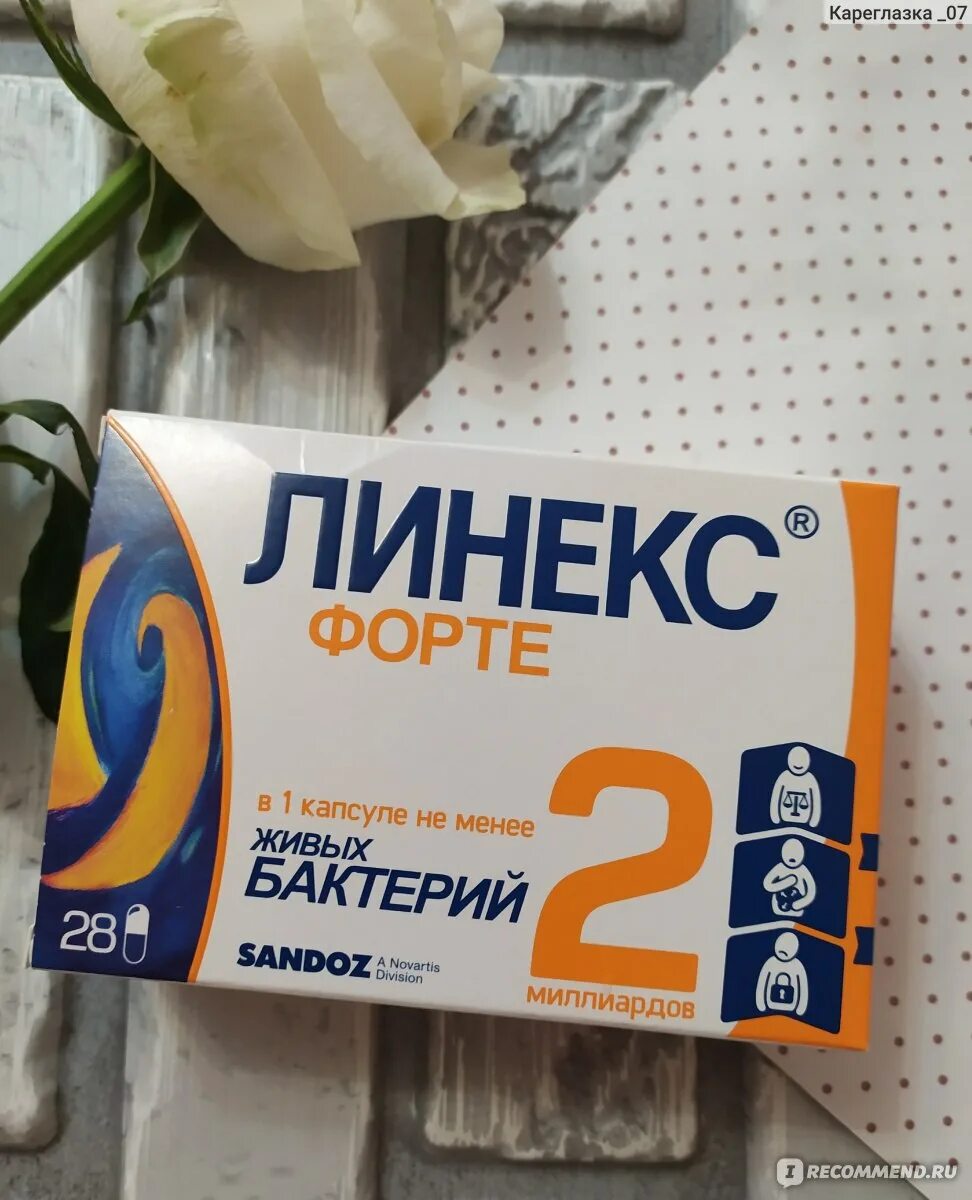 Кареглазка _07
ЛИНЕКС®
ФОРТЕ
в 1 капсуле не менее
живых
БАКТЕРИЙ
2
миллиардов
28
SANDOZ A Novartis
Division
I RECOMMEND.RU